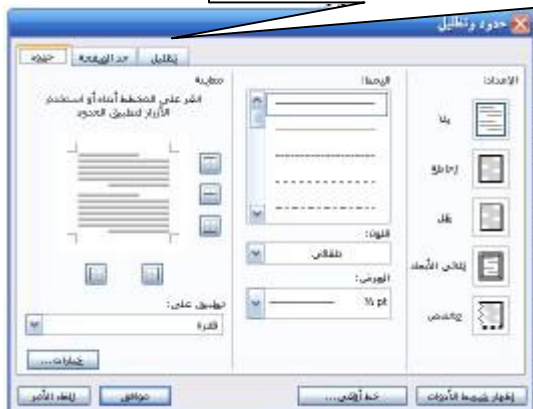 حدود وتظليل
حدود
حد الصفحة
تظليل
الإعداد:
بلا
إحاطة
ظل
ثلاثي الأبعاد
مخصص
النمط:
اللون:
تلقائي
العرض:
½ pt
معاينة
انقر على المخطط أدناه أو استخدم
الأزرار لتطبيق الحدود
تطبيق على:
فقرة
خيارات...
إظهار شريط الأدوات
خط أفقي...
موافق
إلغاء الأمر